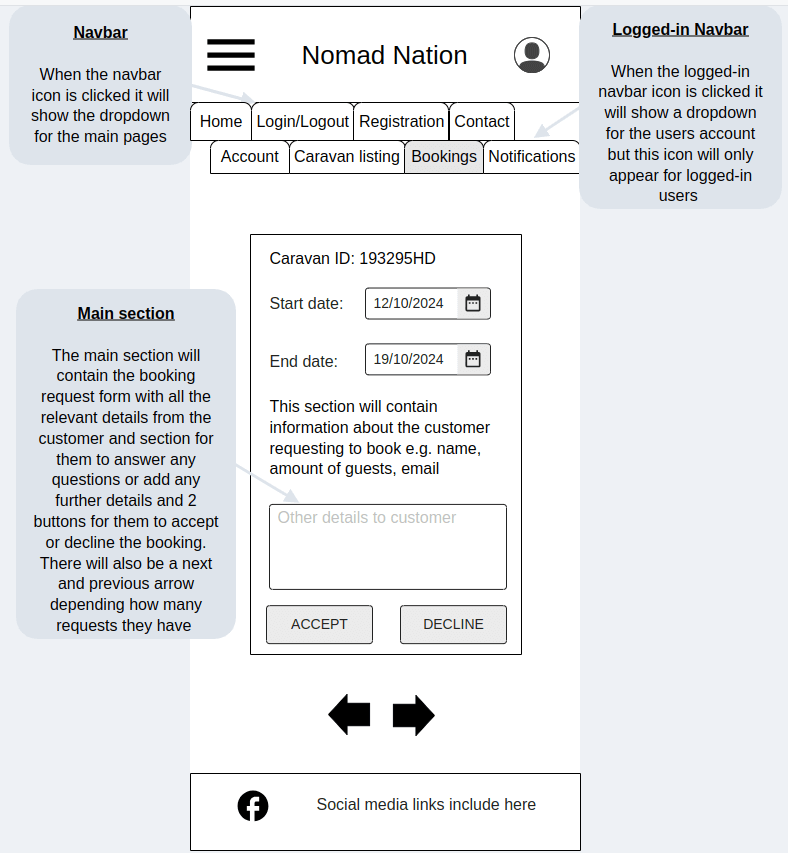 Navbar
When the navbar
icon is clicked it will
show the dropdown
for the main pages
Nomad Nation
Logged-in Navbar
When the logged-in
navbar icon is clicked it
will show a dropdown
for the users account
but this icon will only
appear for logged-in
users
Home Login/Logout Registration Contact
Account Caravan listing Bookings Notifications
Main section
The main section will
contain the booking
request form with all the
relevant details from the
customer and section for
them to answer any
questions or add any
further details and 2
buttons for them to accept
or decline the booking.
There will also be a next
and previous arrow
depending how many
requests they have
Caravan ID: 193295HD
Start date: 12/10/2024
End date: 19/10/2024
This section will contain
information about the customer
requesting to book e.g. name,
amount of guests, email
Other details to customer
ACCEPT DECLINE
Social media links include here